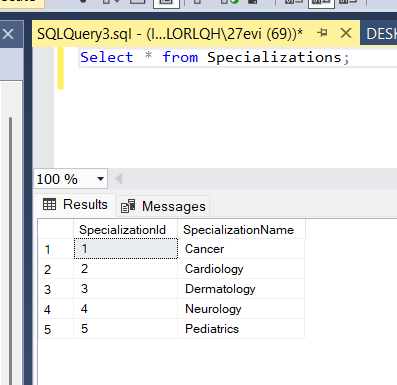 SQLQuery3.sql - (l...LORLQH\27evi (69))*
DESK
Select * from Specializations;
100 %
Results
Messages
SpecializationId SpecializationName
1 1 Cancer
2 2 Cardiology
3 3 Dermatology
4 4 Neurology
5 5 Pediatrics